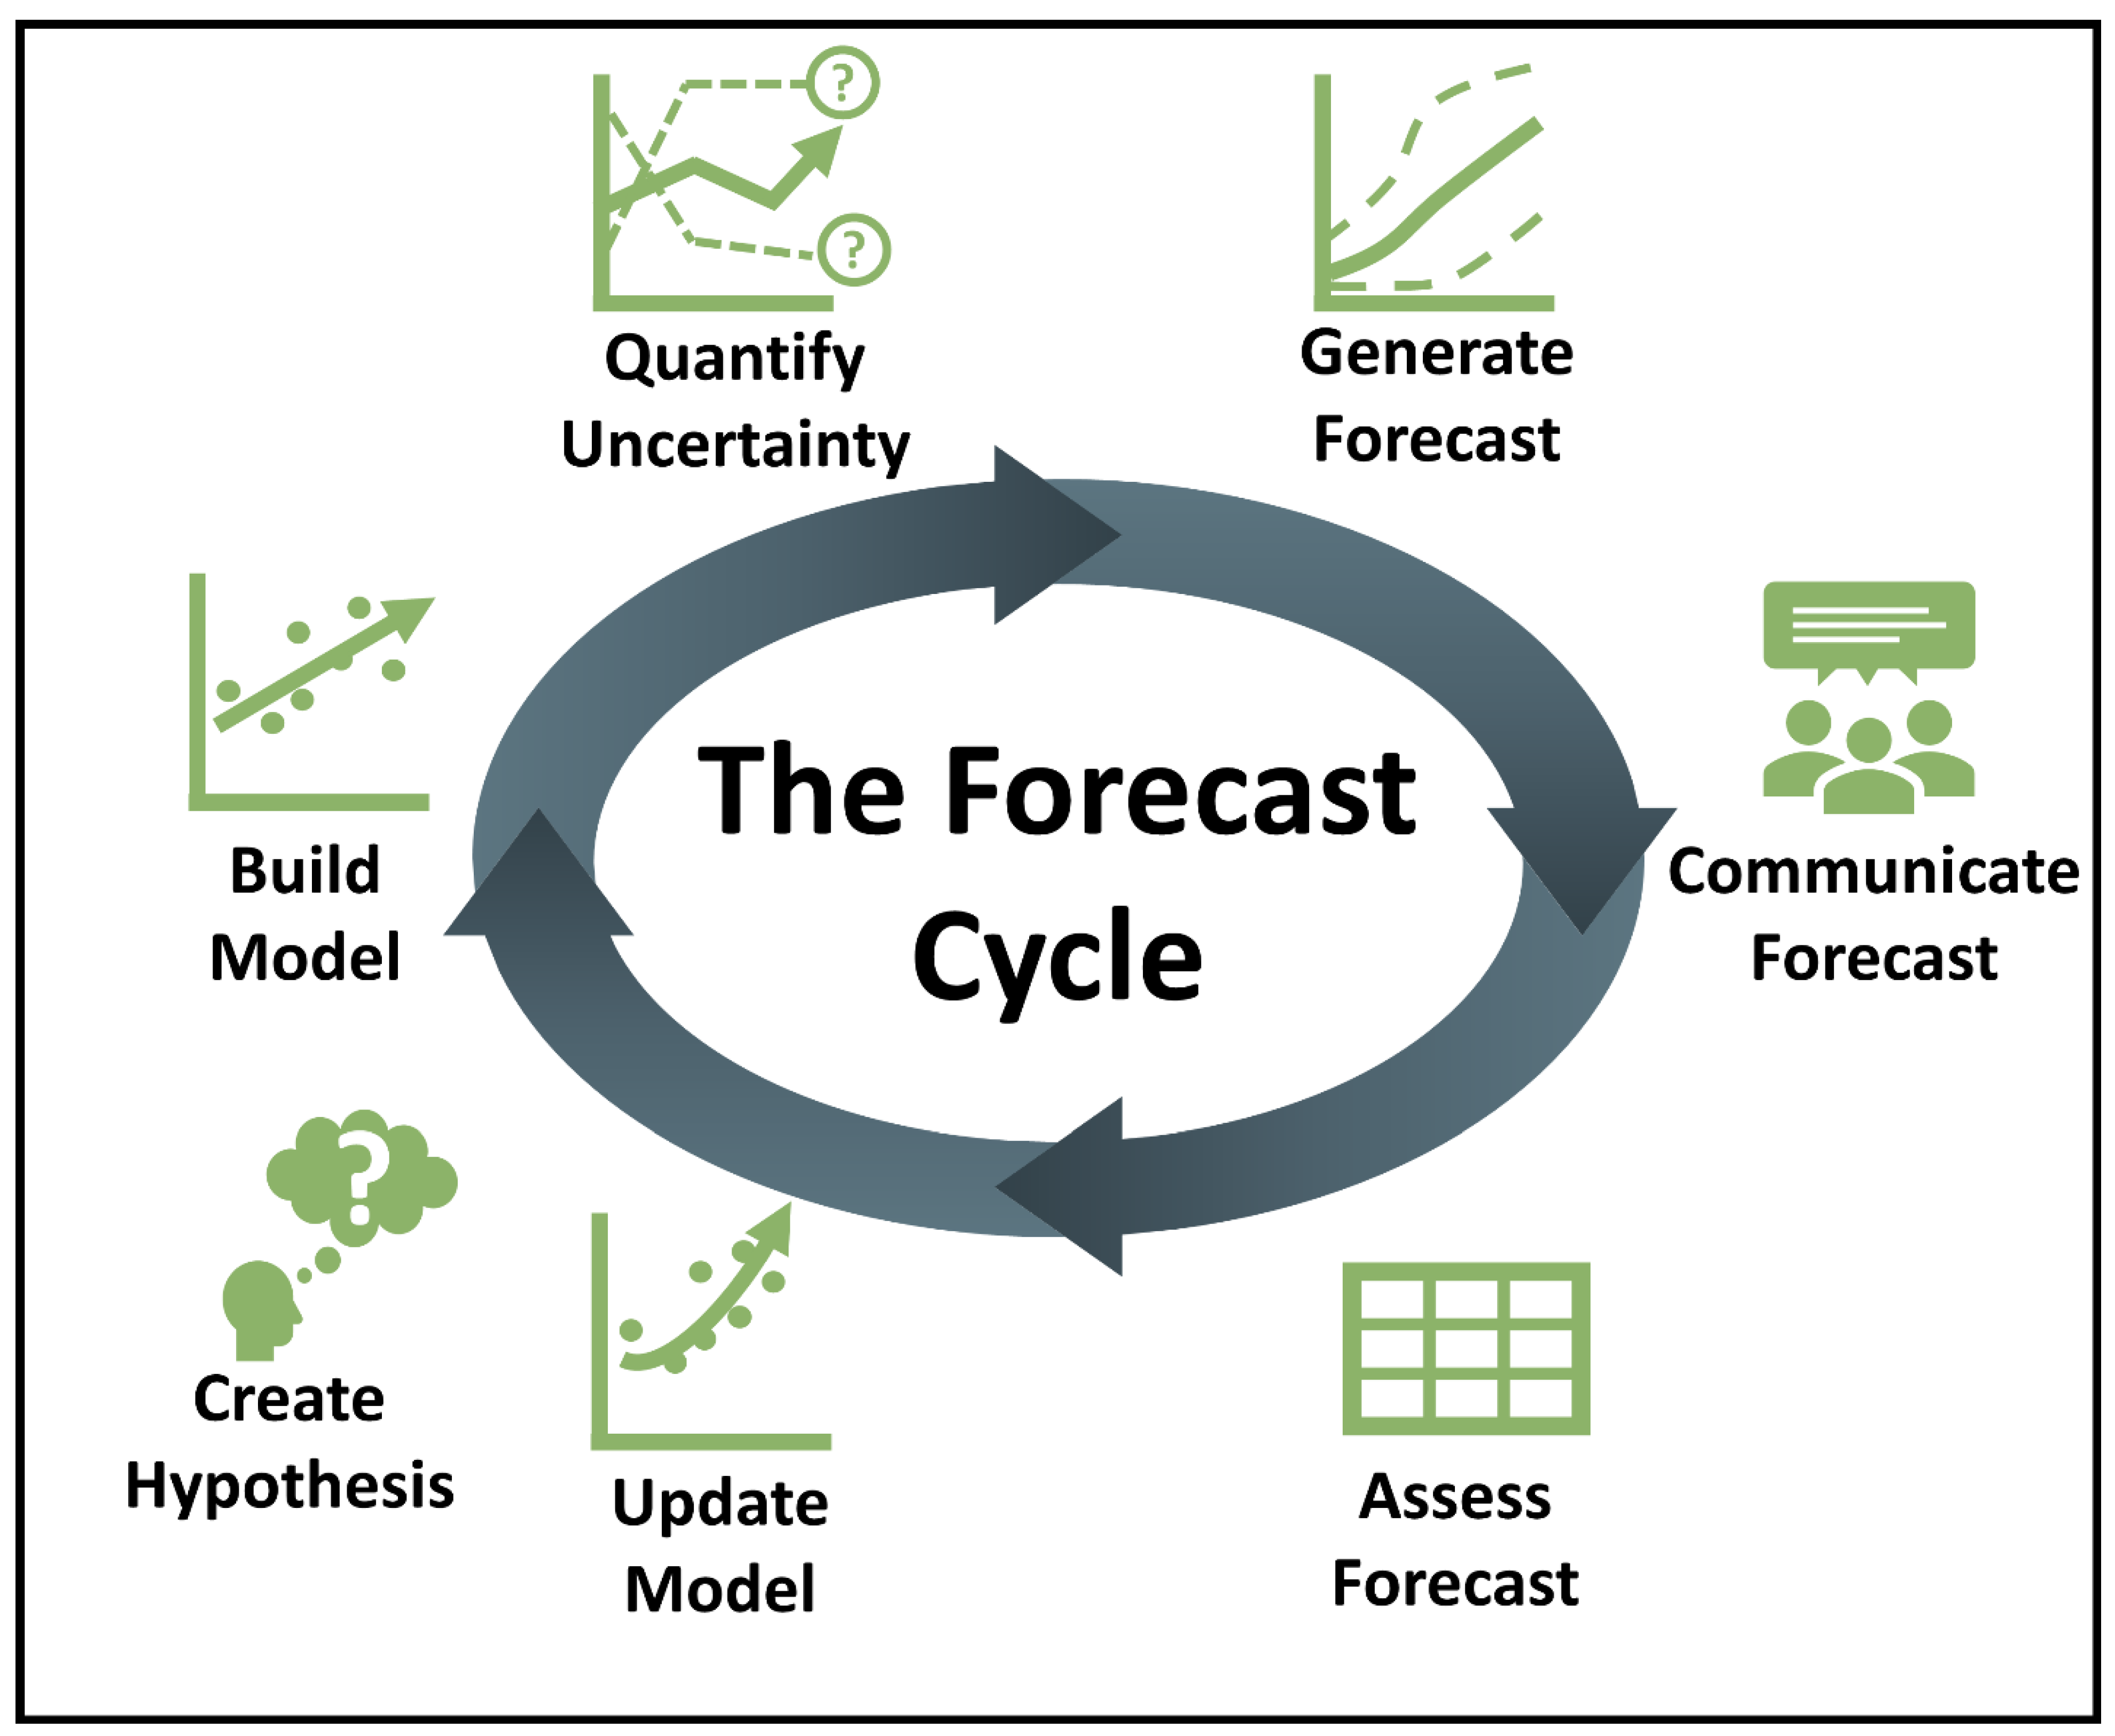 ?
?
Quantify
Uncertainty
Generate
Forecast
The Forecast
Cycle
Build
Model
Communicate
Forecast
?
Create
Hypothesis
Update
Model
Assess
Forecast